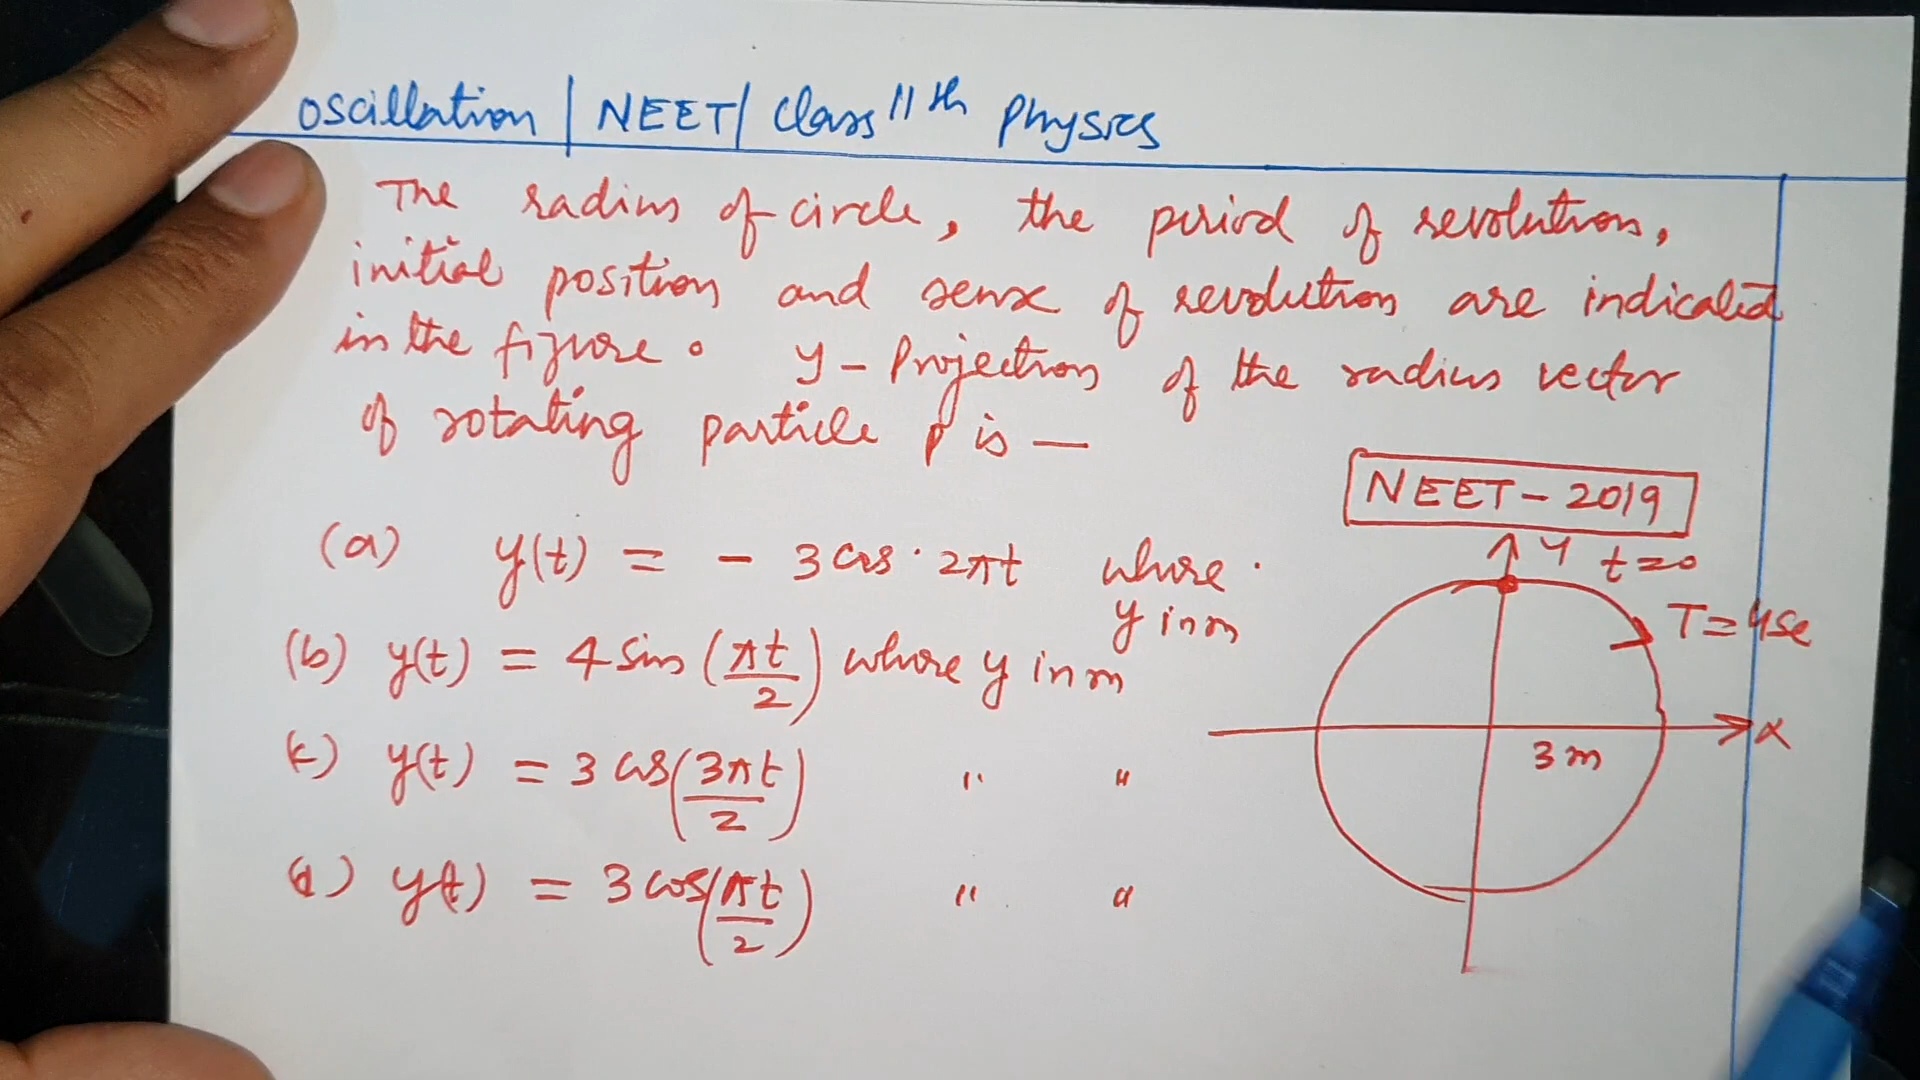 oscillation | NEET | Class 11th Physics
The radius of circle, the period of revolution,
initial position and sense of revolution are indicated
in the figure. y - Projection of the radius vector
of rotating particle P is —
NEET - 2019
(a) y(t) = - 3 cos 2πt where
y in m
(b) y(t) = 4 sin (πt/2) where y in m
(c) y(t) = 3 cos (3πt/2) " "
(d) y(t) = 3 cos (πt/2) " "
Y t=0
T = 4se
X
3 m